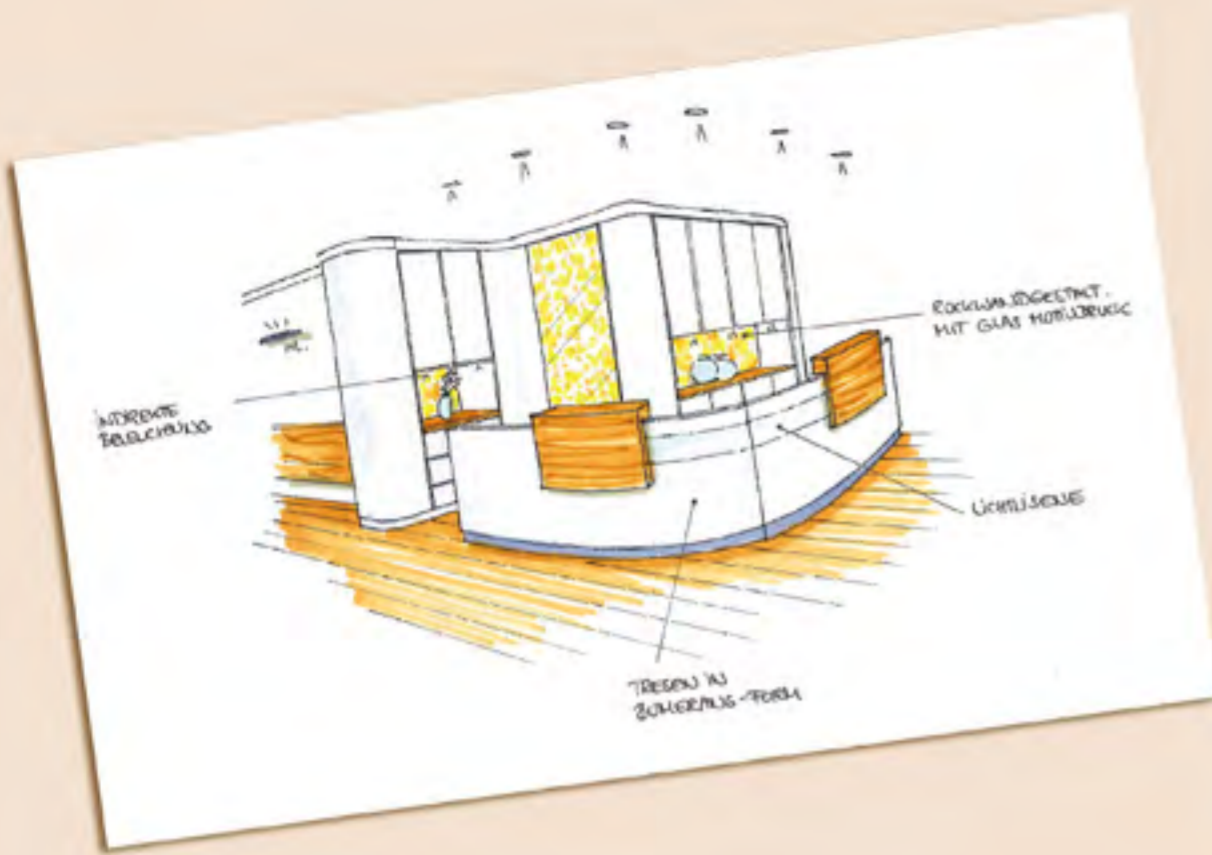 INDIREKTE
BELEUCHTUNG
RÜCKWANDGESTALT.
MIT GLAS MOTIVDRUCK
LICHTLISENE
TRESEN IN
BUMERANG-FORM